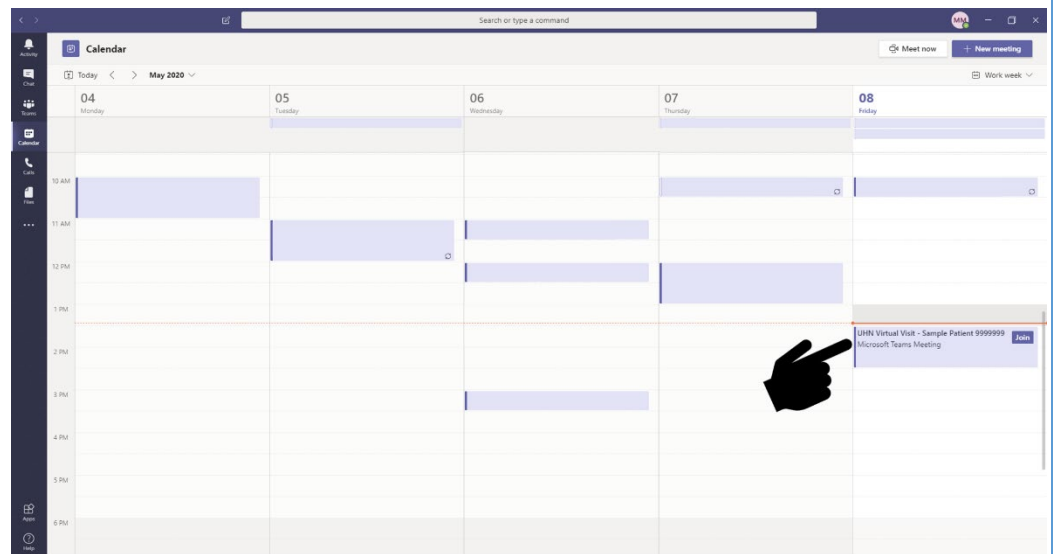 Search or type a command
MM
Activity
Calendar
Meet now
+ New meeting
Chat
Today
May 2020
Work week
Teams
04
Monday
05
Tuesday
06
Wednesday
07
Thursday
08
Friday
Calendar
Calls
Files
10 AM
11 AM
12 PM
1 PM
UHN Virtual Visit - Sample Patient 9999999
Join
Microsoft Teams Meeting
2 PM
3 PM
4 PM
5 PM
6 PM
Apps
Help